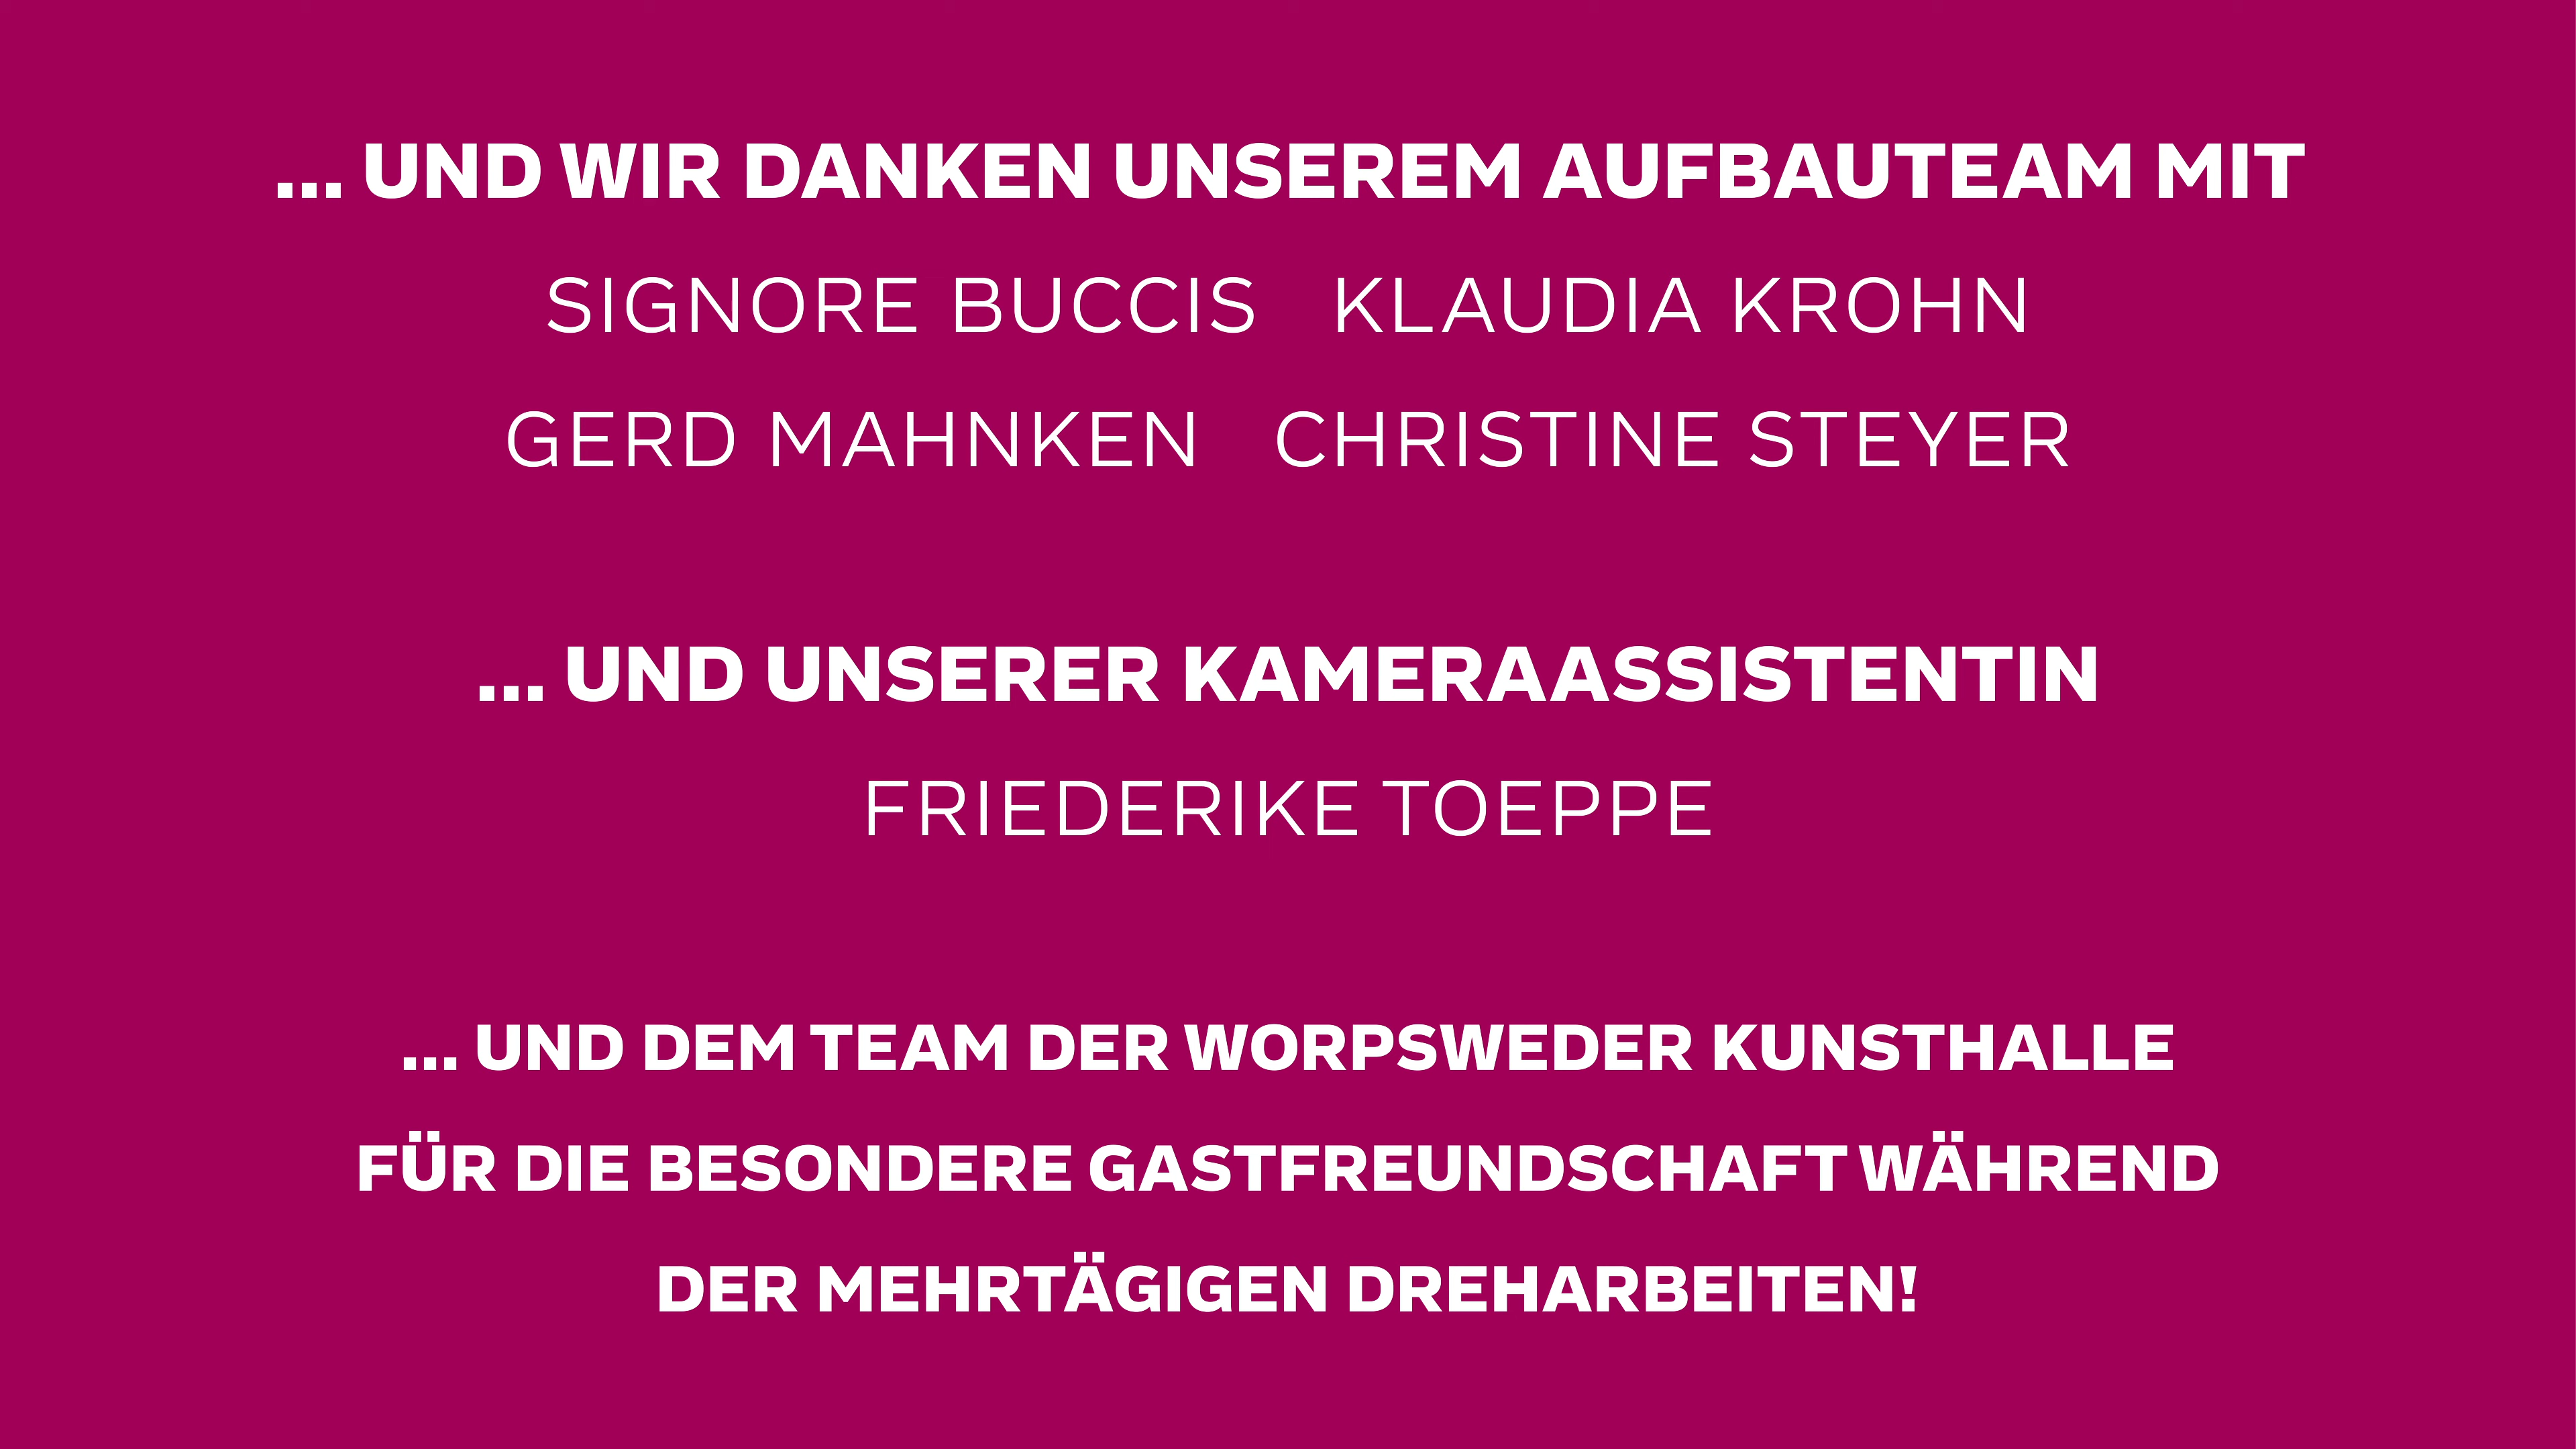 ... UND WIR DANKEN UNSEREM AUFBAUTEAM MIT
SIGNORE BUCCIS KLAUDIA KROHN
GERD MAHNKEN CHRISTINE STEYER
... UND UNSERER KAMERAASSISTENTIN
FRIEDERIKE TOEPPE
... UND DEM TEAM DER WORPSWEDER KUNSTHALLE
FÜR DIE BESONDERE GASTFREUNDSCHAFT WÄHREND
DER MEHRTÄGIGEN DREHARBEITEN!